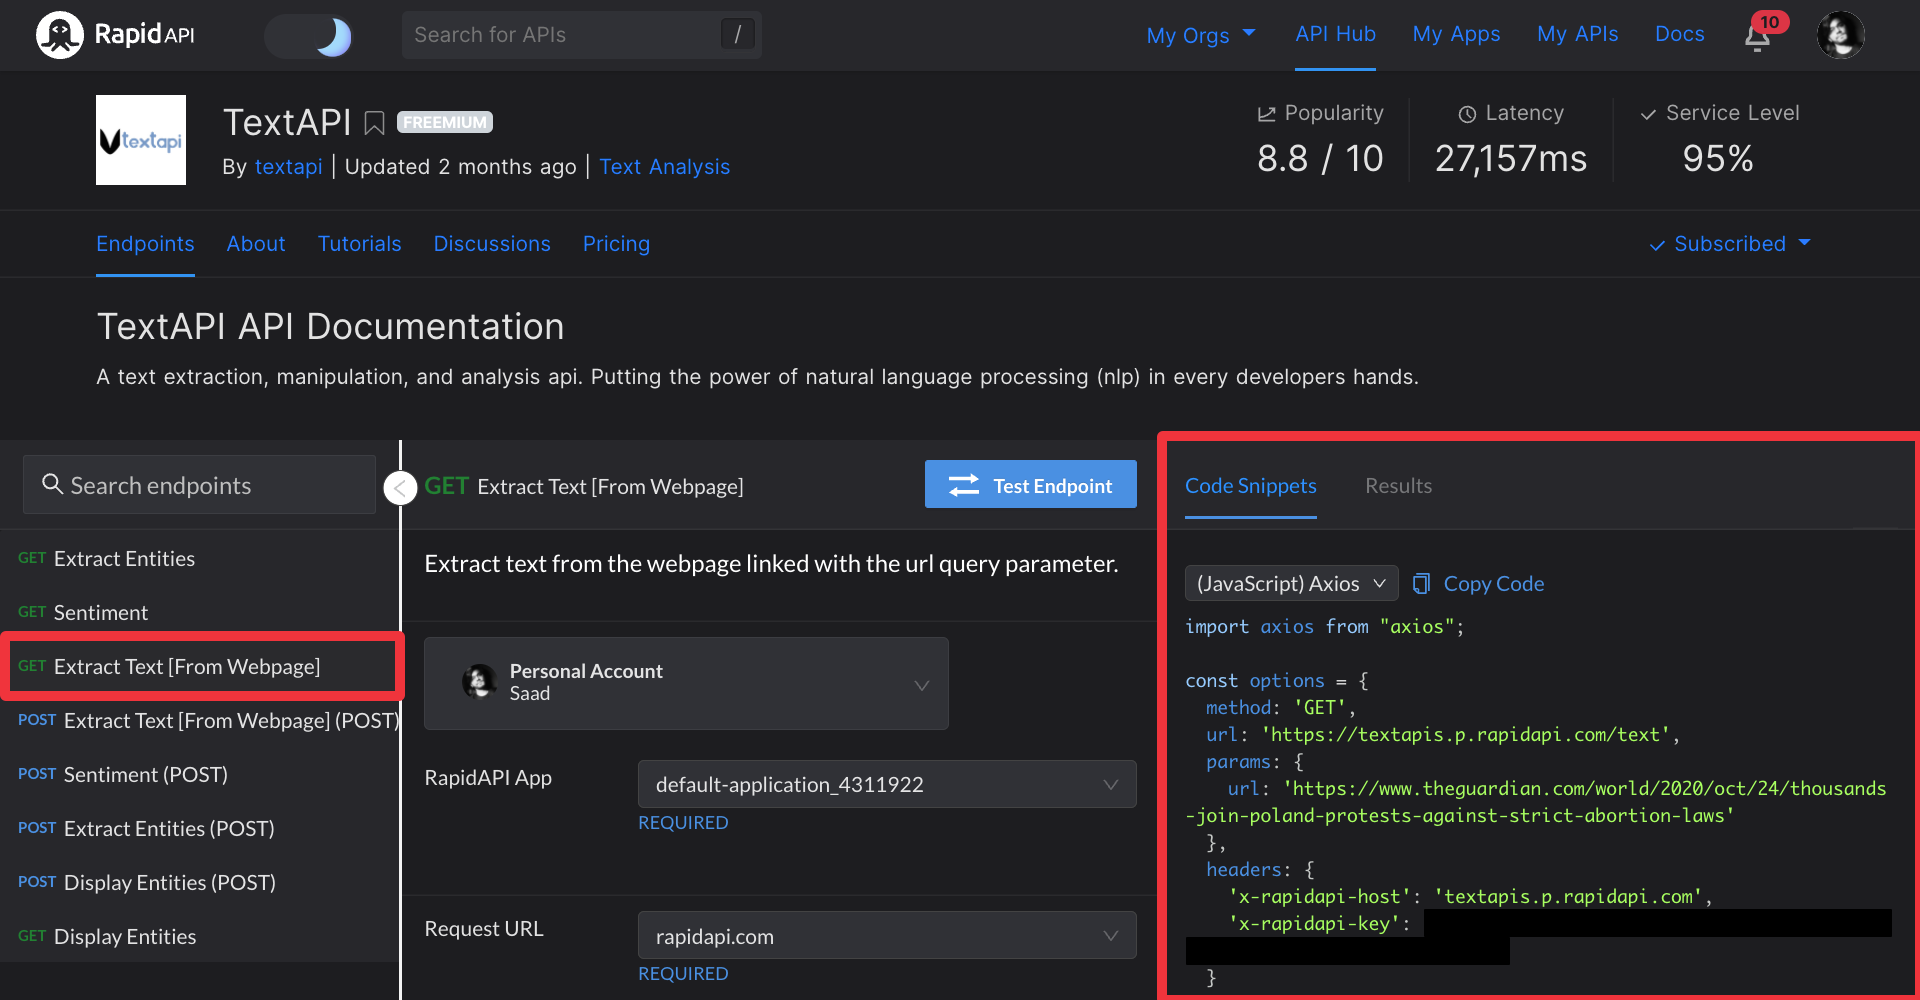 RapidAPI
Search for APIs
/
My Orgs
API Hub
My Apps
My APIs
Docs
10
textapi
TextAPI
FREEMIUM
By textapi | Updated 2 months ago | Text Analysis
Popularity
8.8 / 10
Latency
27,157ms
Service Level
95%
Endpoints
About
Tutorials
Discussions
Pricing
Subscribed
TextAPI API Documentation
A text extraction, manipulation, and analysis api. Putting the power of natural language processing (nlp) in every developers hands.
Search endpoints
GET Extract Entities
GET Sentiment
GET Extract Text [From Webpage]
POST Extract Text [From Webpage] (POST)
POST Sentiment (POST)
POST Extract Entities (POST)
POST Display Entities (POST)
GET Display Entities
GET Extract Text [From Webpage]
Test Endpoint
Extract text from the webpage linked with the url query parameter.
Personal Account
Saad
RapidAPI App
default-application_4311922
REQUIRED
Request URL
rapidapi.com
REQUIRED
Code Snippets
Results
(JavaScript) Axios
Copy Code
import axios from "axios";
const options = {
method: 'GET',
url: 'https://textapis.p.rapidapi.com/text',
params: {
url: 'https://www.theguardian.com/world/2020/oct/24/thousands
-join-poland-protests-against-strict-abortion-laws'
},
headers: {
'x-rapidapi-host': 'textapis.p.rapidapi.com',
'x-rapidapi-key':
}